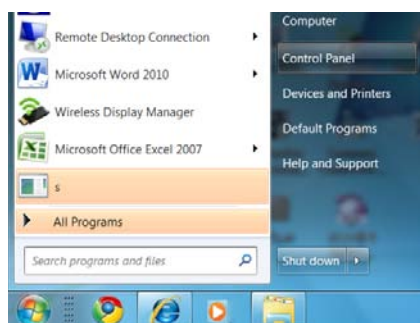 Remote Desktop Connection
Microsoft Word 2010
Wireless Display Manager
Microsoft Office Excel 2007
s
All Programs
Search programs and files
Computer
Control Panel
Devices and Printers
Default Programs
Help and Support
Shut down